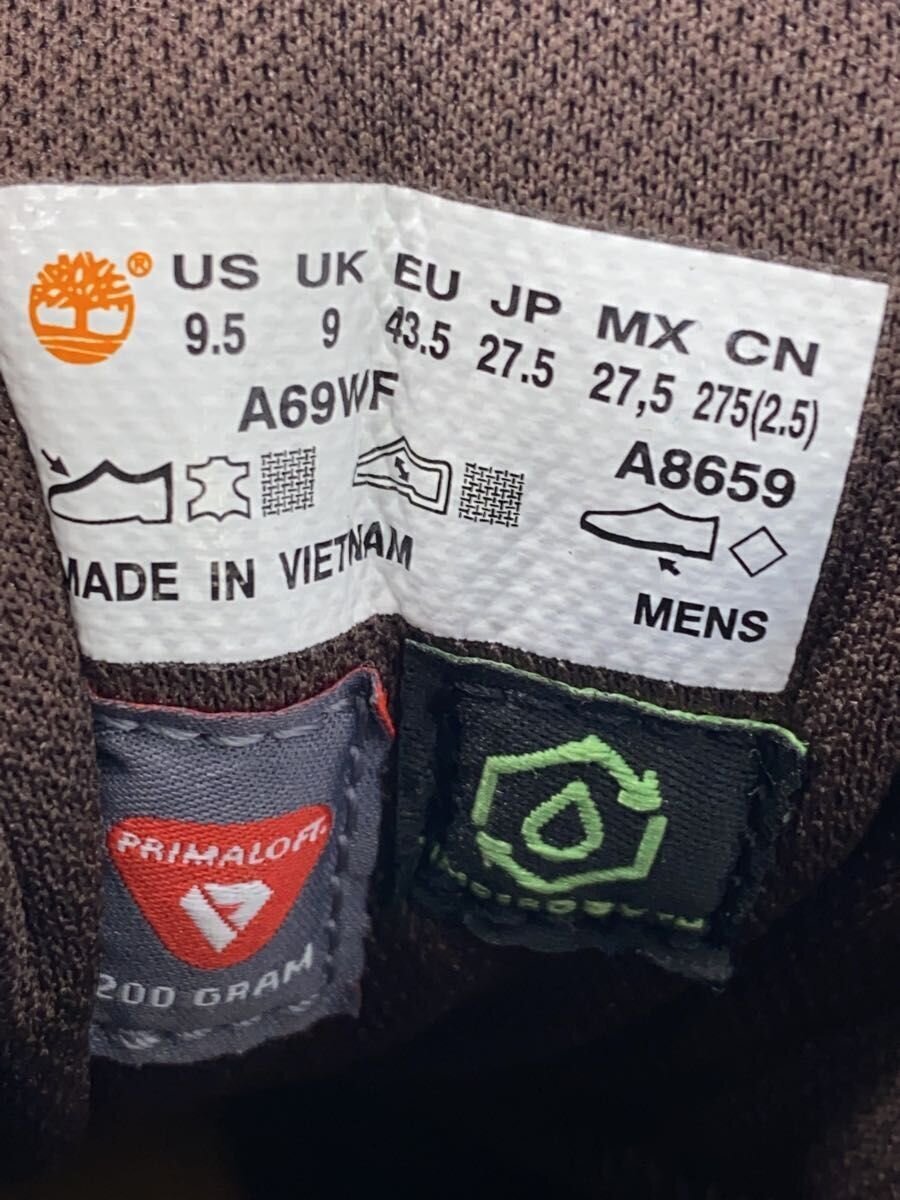 ® US UK EU JP MX CN
9.5 9 43.5 27.5 27,5 275(2.5)
A69WF
A8659
MADE IN VIETNAM
MENS
PRIMALOFT
200 GRAM